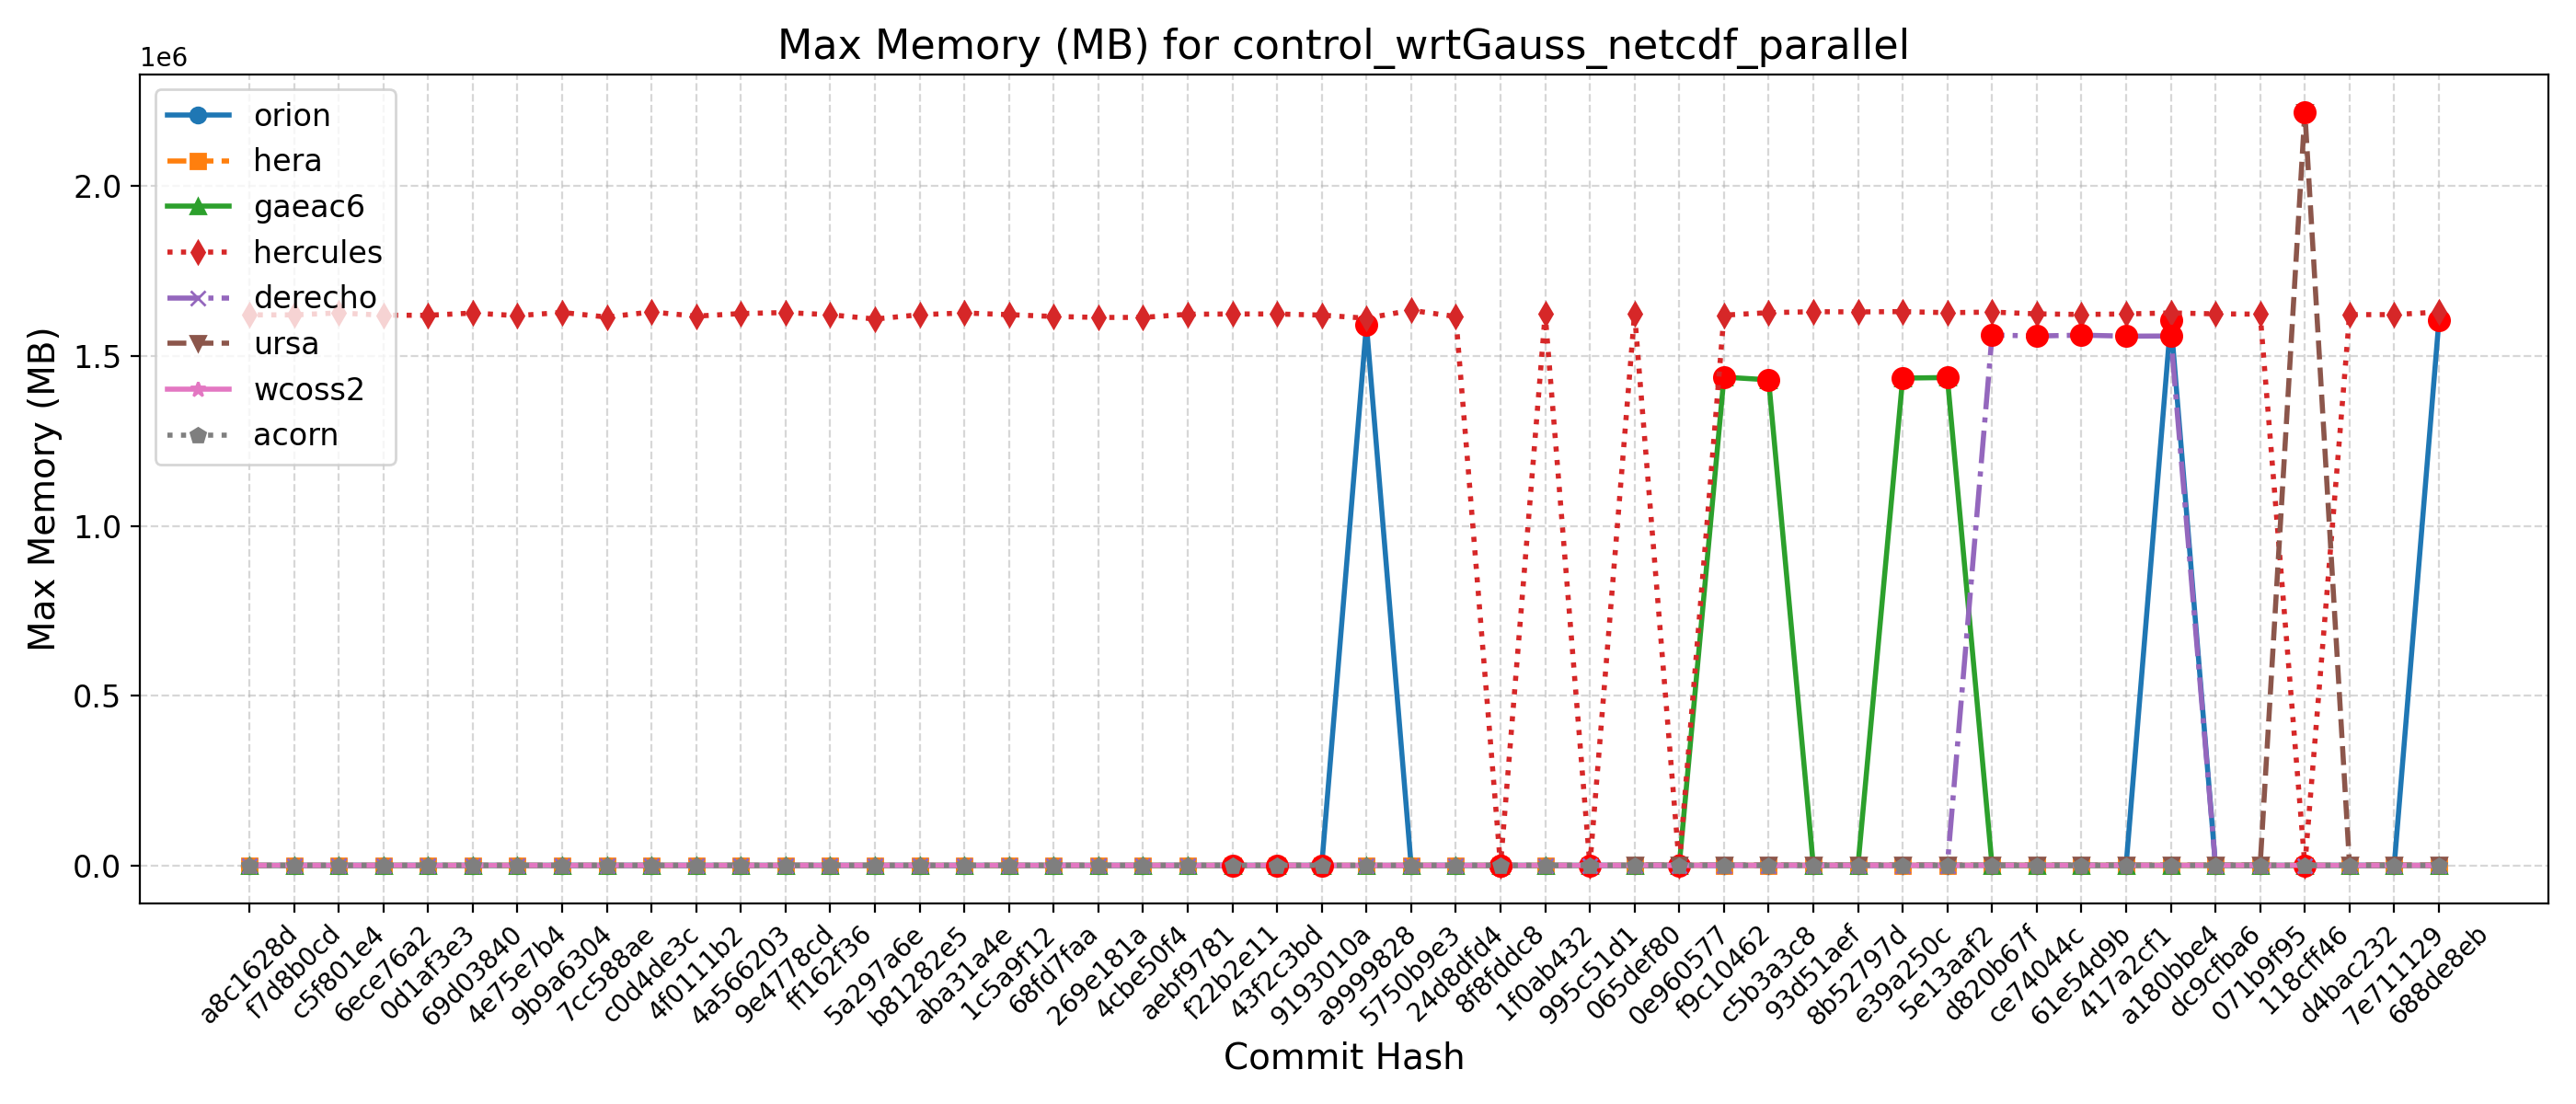 Max Memory (MB) for control_wrtGauss_netcdf_parallel
1e6
2.0
1.5
1.0
0.5
0.0
Max Memory (MB)
orion
hera
gaeac6
hercules
derecho
ursa
wcoss2
acorn
a8c1628d
f7d8b0cd
c5f801e4
6ece76a2
0d1af3e3
69d03840
4e75e7b4
9b9a6304
7cc588ae
c0d4de3c
4f0111b2
4a566203
9e4778cd
ff162f36
5a297a6e
b81282e5
aba31a4e
1c5a9f12
68fd7faa
269e181a
4cbe50f4
aebf9781
f22b2e11
43f2c3bd
9193010a
a9999828
5750b9e3
24d8dfd4
8f8fddc8
1f0ab432
995c51d1
065def80
0e960577
f9c10462
c5b3a3c8
93d51aef
8b52797d
e39a250c
5e13aaf2
d820b67f
ce74044c
61e54d9b
417a2cf1
a180bbe4
dc9cfba6
071b9f95
118cff46
d4bac232
7e711129
688de8eb
Commit Hash